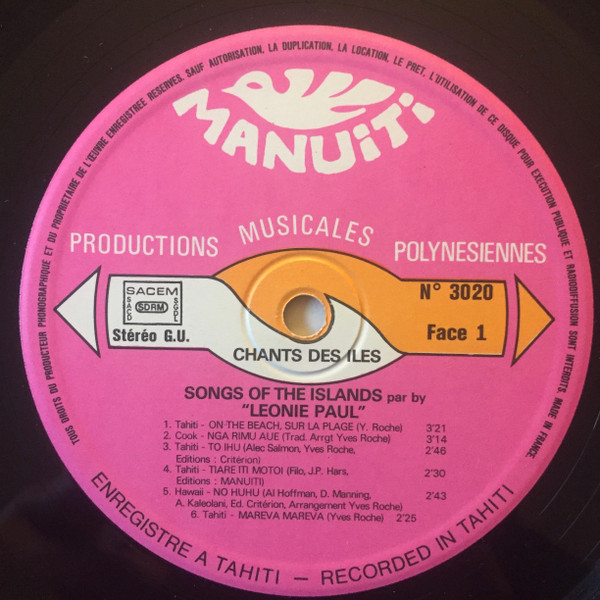 TOUS DROITS DU PRODUCTEUR PHONOGRAPHIQUE ET DU PROPRIETAIRE DE L'ŒUVRE ENREGISTREE RESERVES. SAUF AUTORISATION, LA DUPLICATION, LA LOCATION, LE PRET, L'UTILISATION DE CE DISQUE POUR EXECUTION PUBLIQUE ET RADIODIFFUSION SONT INTERDITS. MADE IN FRANCE.
MANUiTi
PRODUCTIONS MUSICALES POLYNESIENNES
SACEM
SACD SDRM SGDL
Stéréo G.U.
N° 3020
Face 1
CHANTS DES ILES
SONGS OF THE ISLANDS par by
"LEONIE PAUL"
1. Tahiti - ON THE BEACH, SUR LA PLAGE (Y. Roche) 3'21
2. Cook - NGA RIMU AUE (Trad. Arrgt Yves Roche) 3'14
3. Tahiti - TO IHU (Alec Salmon, Yves Roche, 2'46
Editions : Critérion)
4. Tahiti - TIARE ITI MOTOI (Filo, J.P. Hars, 2'30
Editions : MANUITI)
5. Hawaii - NO HUHU (Al Hoffman, D. Manning, 2'43
A. Kaleolani, Ed. Critérion, Arrangement Yves Roche)
6. Tahiti - MAREVA MAREVA (Yves Roche) 2'25
ENREGISTRE A TAHITI — RECORDED IN TAHITI